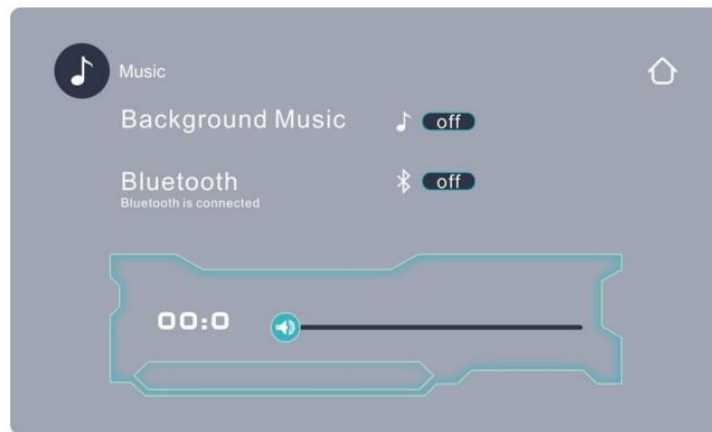 Music
Background Music
off
Bluetooth
off
Bluetooth is connected
00:0